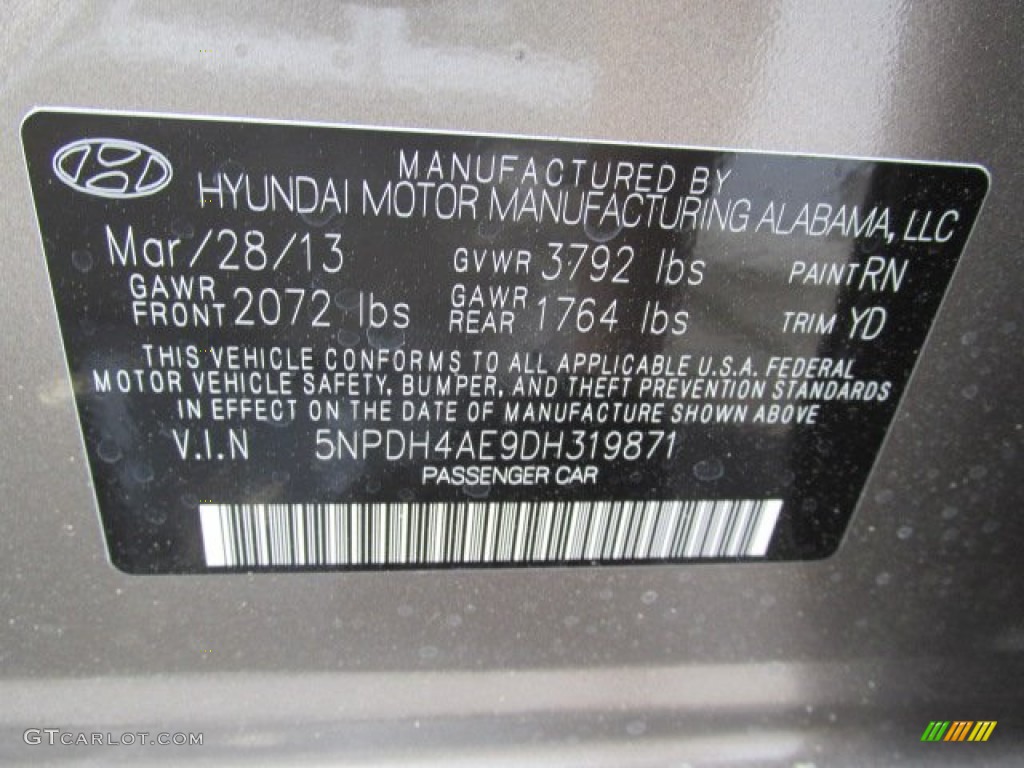 MANUFACTURED BY
HYUNDAI MOTOR MANUFACTURING ALABAMA, LLC
Mar/28/13 GVWR 3792 lbs PAINT RN
GAWR FRONT 2072 lbs GAWR REAR 1764 lbs TRIM YD
THIS VEHICLE CONFORMS TO ALL APPLICABLE U.S.A. FEDERAL
MOTOR VEHICLE SAFETY, BUMPER, AND THEFT PREVENTION STANDARDS
IN EFFECT ON THE DATE OF MANUFACTURE SHOWN ABOVE
V.I.N 5NPDH4AE9DH319871
PASSENGER CAR
GTCARLOT.COM